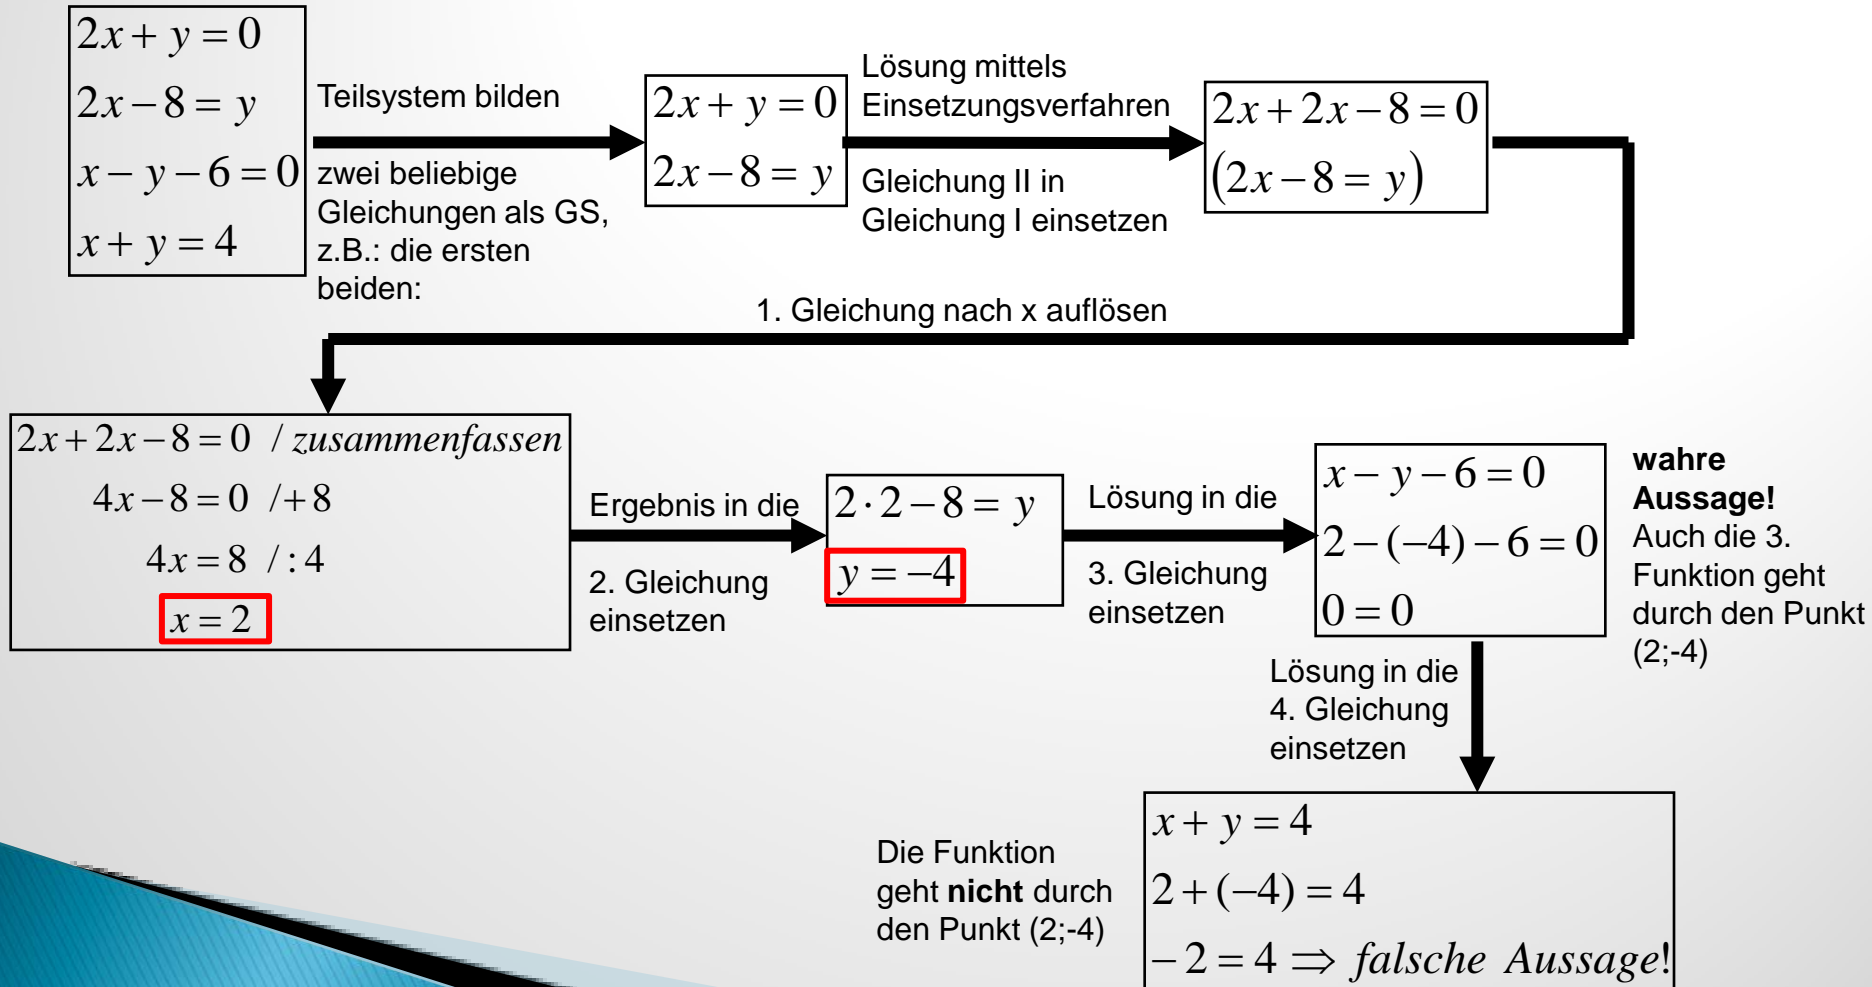 2x + y = 0
2x − 8 = y
x − y − 6 = 0
x + y = 4
Teilsystem bilden
zwei beliebige
Gleichungen als GS,
z.B.: die ersten
beiden:
2x + y = 0
2x − 8 = y
Lösung mittels
Einsetzungsverfahren
Gleichung II in
Gleichung I einsetzen
2x + 2x − 8 = 0
(2x − 8 = y)
1. Gleichung nach x auflösen
2x + 2x − 8 = 0 / zusammenfassen
4x − 8 = 0 / + 8
4x = 8 / : 4
x = 2
Ergebnis in die
2. Gleichung
einsetzen
2 · 2 − 8 = y
y = −4
Lösung in die
3. Gleichung
einsetzen
x − y − 6 = 0
2 − (−4) − 6 = 0
0 = 0
wahre
Aussage!
Auch die 3.
Funktion geht
durch den Punkt
(2;-4)
Lösung in die
4. Gleichung
einsetzen
Die Funktion
geht nicht durch
den Punkt (2;-4)
x + y = 4
2 + (−4) = 4
− 2 = 4 ⇒ falsche Aussage!